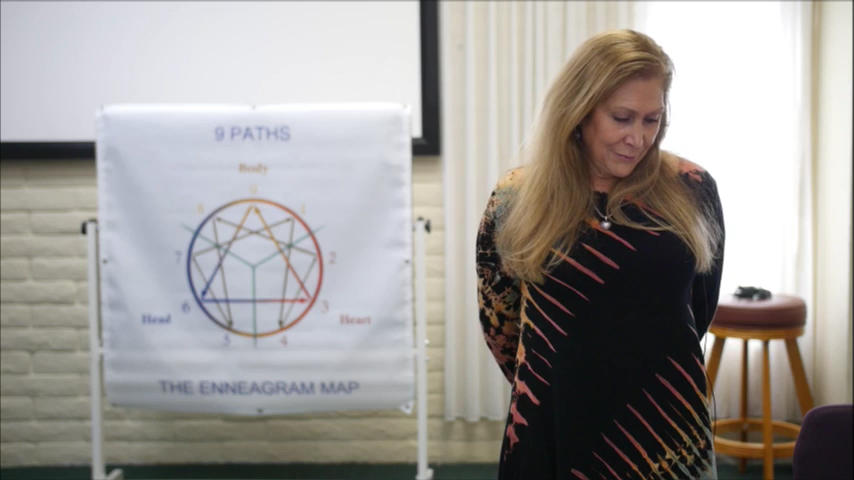 9 PATHS
Body
9
8 1
7 2
6 3
Head Heart
5 4
THE ENNEAGRAM MAP